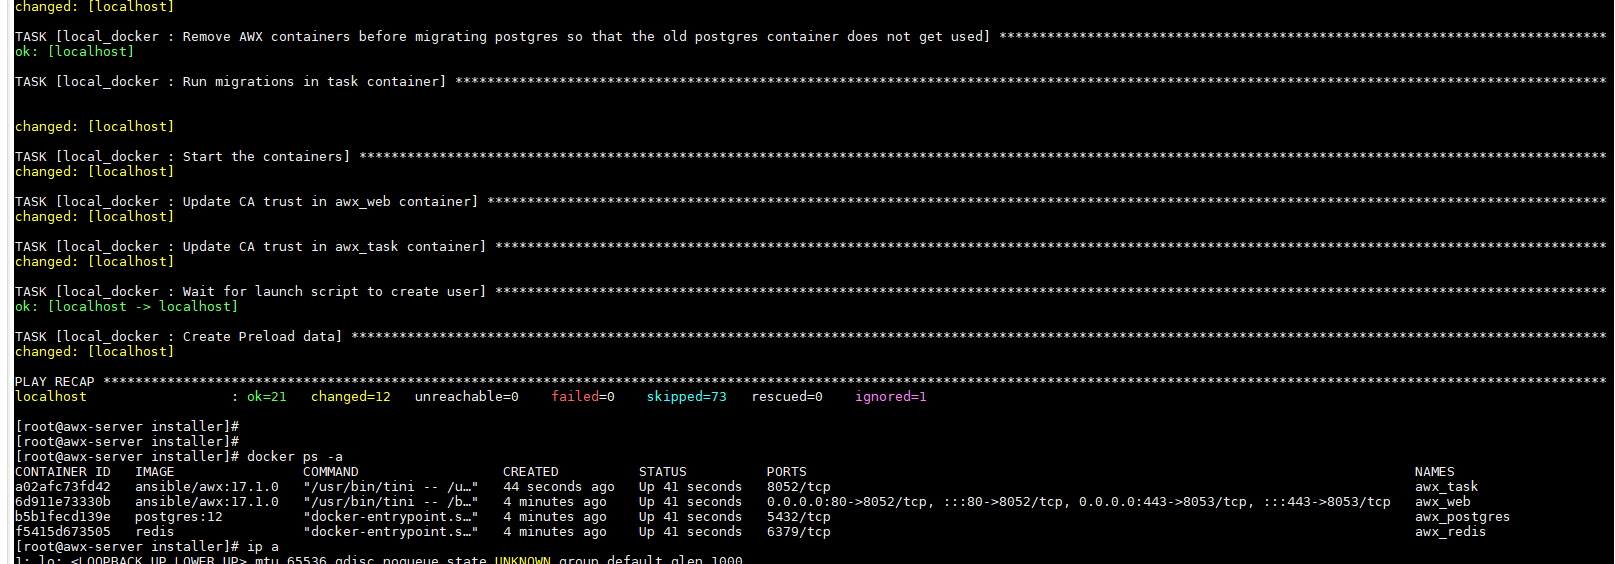 changed: [localhost]
TASK [local_docker : Remove AWX containers before migrating postgres so that the old postgres container does not get used] ****************************************************************************
ok: [localhost]
TASK [local_docker : Run migrations in task container] ************************************************************************************************************************************************
changed: [localhost]
TASK [local_docker : Start the containers] ************************************************************************************************************************************************************
changed: [localhost]
TASK [local_docker : Update CA trust in awx_web container] ********************************************************************************************************************************************
changed: [localhost]
TASK [local_docker : Update CA trust in awx_task container] *******************************************************************************************************************************************
changed: [localhost]
TASK [local_docker : Wait for launch script to create user] *******************************************************************************************************************************************
ok: [localhost -> localhost]
TASK [local_docker : Create Preload data] *************************************************************************************************************************************************************
changed: [localhost]
PLAY RECAP ********************************************************************************************************************************************************************************************
localhost                  : ok=21   changed=12   unreachable=0    failed=0    skipped=73   rescued=0    ignored=1
[root@awx-server installer]#
[root@awx-server installer]#
[root@awx-server installer]# docker ps -a
CONTAINER ID   IMAGE                COMMAND                  CREATED          STATUS          PORTS                                                                             NAMES
a02afc73fd42   ansible/awx:17.1.0   "/usr/bin/tini -- /u…"   44 seconds ago   Up 41 seconds   8052/tcp                                                                          awx_task
6d911e73330b   ansible/awx:17.1.0   "/usr/bin/tini -- /b…"   4 minutes ago    Up 41 seconds   0.0.0.0:80->8052/tcp, :::80->8052/tcp, 0.0.0.0:443->8053/tcp, :::443->8053/tcp   awx_web
b5b1fecd139e   postgres:12          "docker-entrypoint.s…"   4 minutes ago    Up 41 seconds   5432/tcp                                                                          awx_postgres
f5415d673505   redis                "docker-entrypoint.s…"   4 minutes ago    Up 41 seconds   6379/tcp                                                                          awx_redis
[root@awx-server installer]# ip a
1: lo: <LOOPBACK,UP,LOWER_UP> mtu 65536 qdisc noqueue state UNKNOWN group default qlen 1000